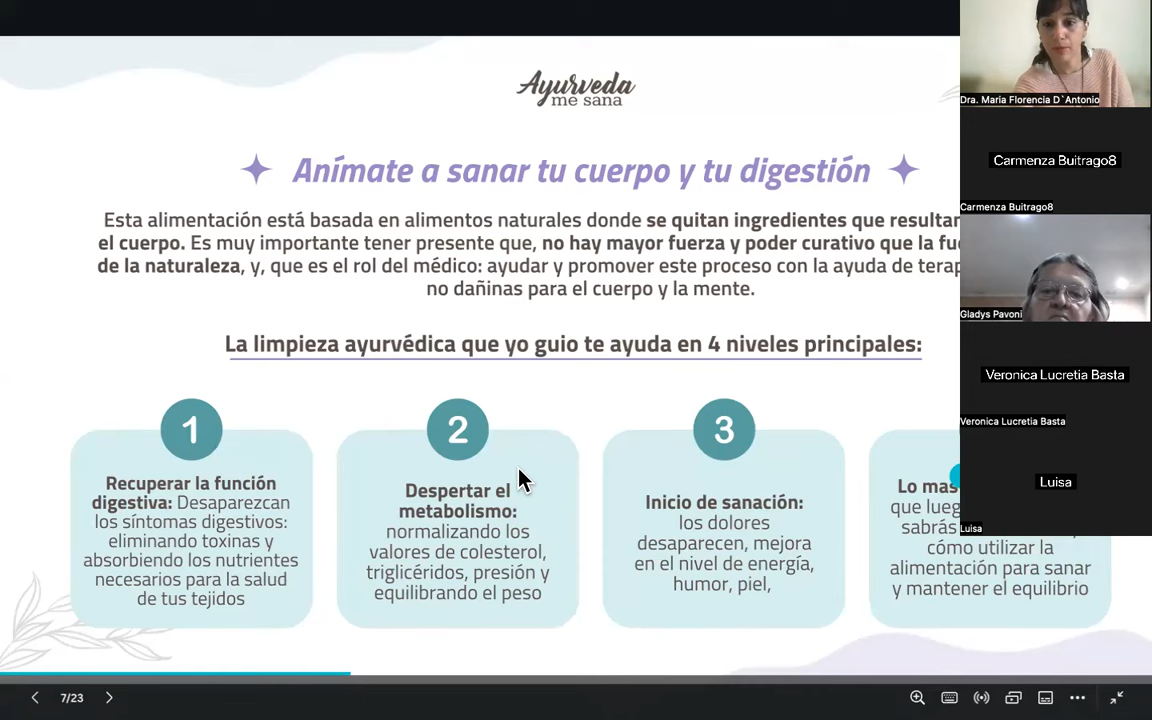 Ayurveda
me sana
Anímate a sanar tu cuerpo y tu digestión
Esta alimentación está basada en alimentos naturales donde se quitan ingredientes que resultan
el cuerpo. Es muy importante tener presente que, no hay mayor fuerza y poder curativo que la
de la naturaleza, y, que es el rol del médico: ayudar y promover este proceso con la ayuda de
no dañinas para el cuerpo y la mente.
La limpieza ayurvédica que yo guio te ayuda en 4 niveles principales:
1
Recuperar la función
digestiva: Desaparezcan
los síntomas digestivos:
eliminando toxinas y
absorbiendo los nutrientes
necesarios para la salud
de tus tejidos
2
Despertar el
metabolismo:
normalizando los
valores de colesterol,
triglicéridos, presión y
equilibrando el peso
3
Inicio de sanación:
los dolores
desaparecen, mejora
en el nivel de energía,
humor, piel,
Lo mas
que
sabrás
cómo utilizar la
alimentación para sanar
y mantener el equilibrio
Dra. Maria Florencia D`Antonio
Carmenza Buitrago8
Carmenza Buitrago8
Gladys Pavoni
Veronica Lucretia Basta
Veronica Lucretia Basta
Luisa
Luisa
7/23